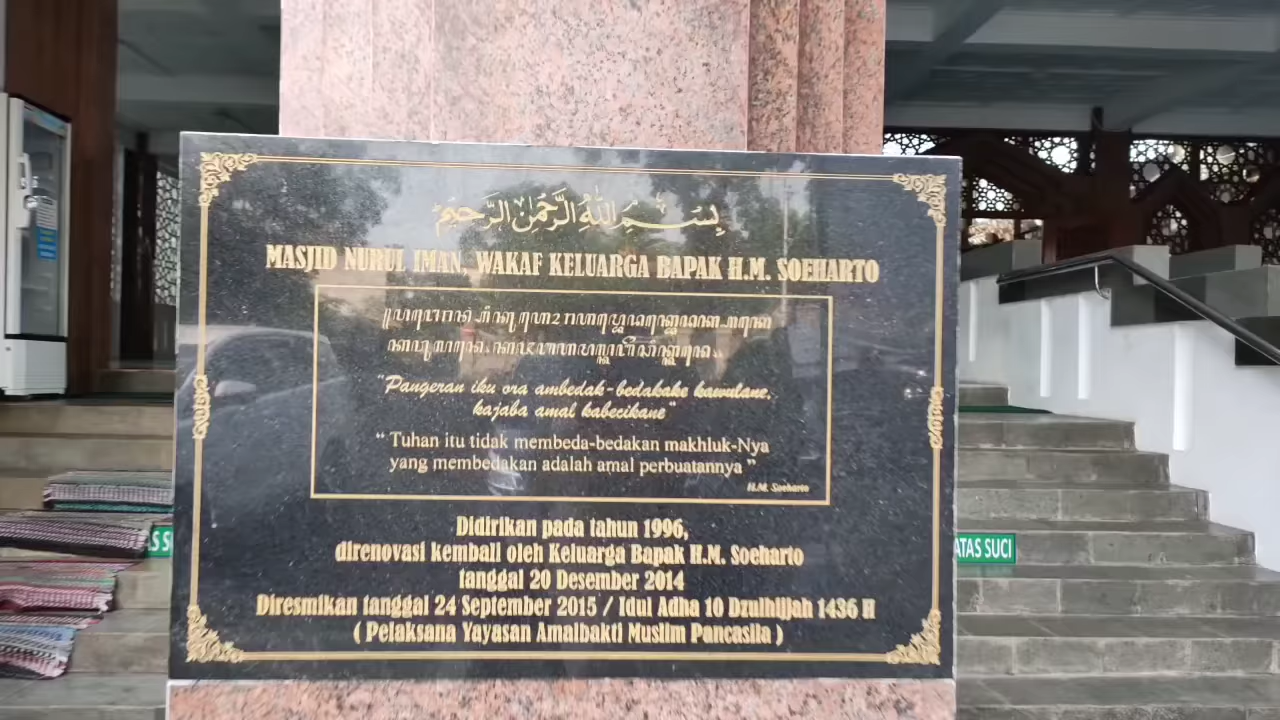 بِسْمِ اللَّهِ الرَّحْمَٰنِ الرَّحِيمِ
MASJID NURUL IMAN, WAKAF KELUARGA BAPAK H.M. SOEHARTO
"Pangeran iku ora ambedak-bedakake kawulane,
kajaba amal kabecikane"
" Tuhan itu tidak membeda-bedakan makhluk-Nya
yang membedakan adalah amal perbuatannya "
H.M. Soeharto
Didirikan pada tahun 1996,
direnovasi kembali oleh Keluarga Bapak H.M. Soeharto
tanggal 20 Desember 2014
Diresmikan tanggal 24 September 2015 / Idul Adha 10 Dzulhijjah 1436 H
( Pelaksana Yayasan Amalbakti Muslim Pancasila )
ATAS SUCI